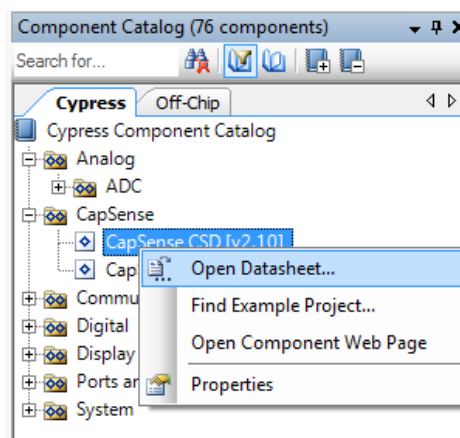 Component Catalog (76 components)
Search for...
Cypress
Off-Chip
Cypress Component Catalog
Analog
ADC
CapSense
CapSense CSD [v2.10]
Cap
Open Datasheet...
Find Example Project...
Commu
Open Component Web Page
Digital
Display
Ports ar
Properties
System